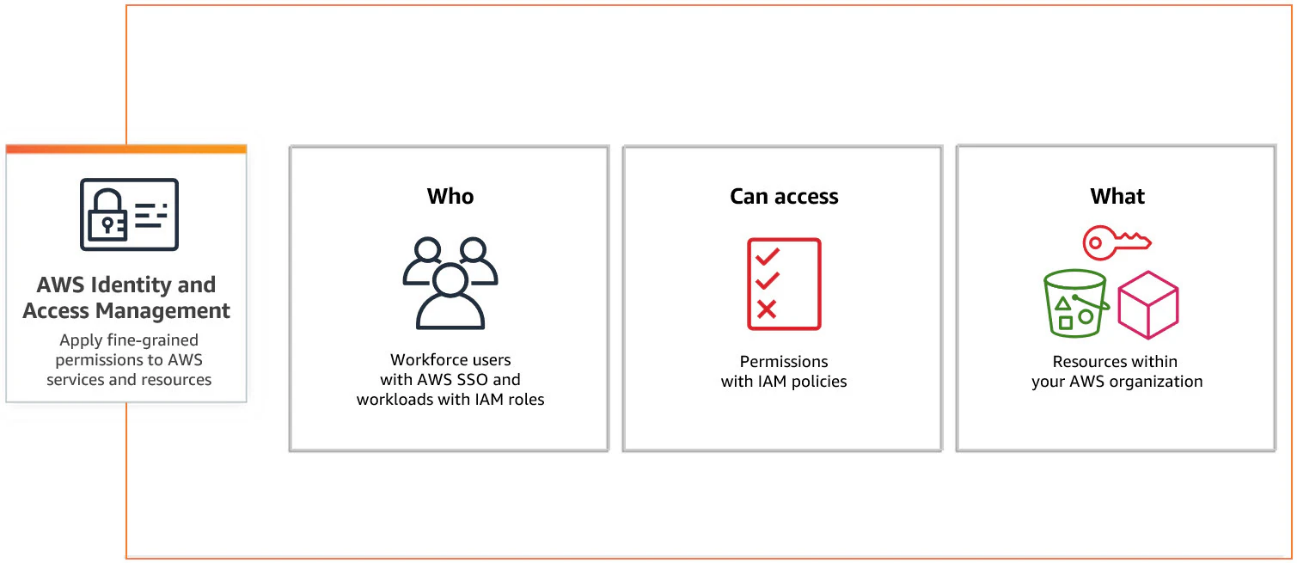 AWS Identity and
Access Management
Apply fine-grained
permissions to AWS
services and resources
Who
Workforce users
with AWS SSO and
workloads with IAM roles
Can access
Permissions
with IAM policies
What
Resources within
your AWS organization